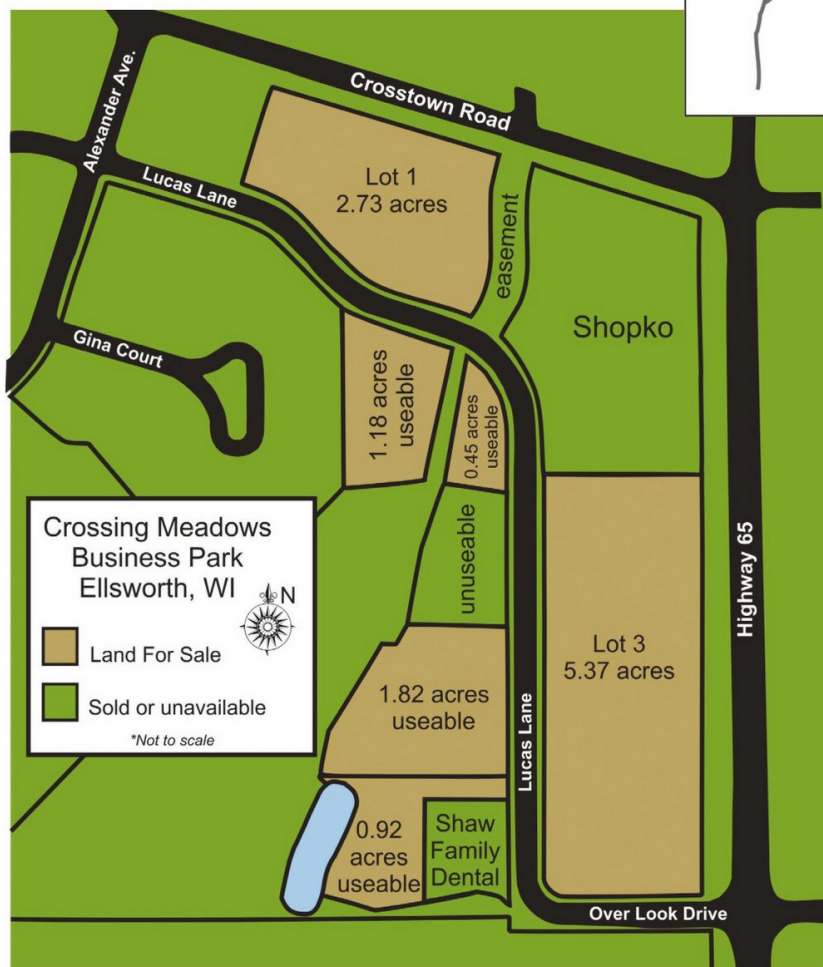 Crosstown Road
Alexander Ave.
Lucas Lane
Lot 1
2.73 acres
easement
Shopko
Gina Court
1.18 acres
useable
0.45 acres
useable
Crossing Meadows
Business Park
Ellsworth, WI
N
Land For Sale
Sold or unavailable
*Not to scale
unuseable
Highway 65
Lot 3
5.37 acres
1.82 acres
useable
Lucas Lane
0.92
acres
useable
Shaw
Family
Dental
Over Look Drive